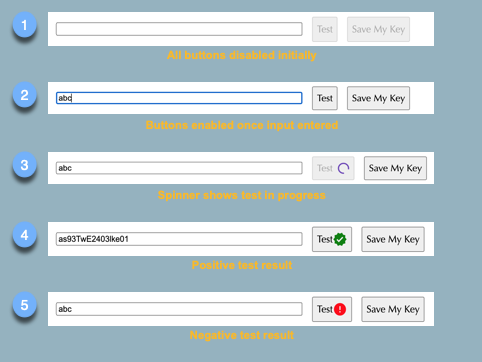 1
Test Save My Key
All buttons disabled initially
2
abc Test Save My Key
Buttons enabled once input entered
3
abc Test Save My Key
Spinner shows test in progress
4
as93TwE2403lke01 Test Save My Key
Positive test result
5
abc Test ! Save My Key
Negative test result